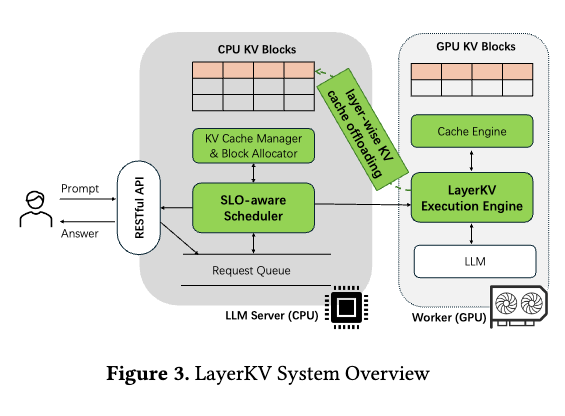 CPU KV Blocks
GPU KV Blocks
layer-wise KV
cache offloading
KV Cache Manager
& Block Allocator
Cache Engine
Prompt
Answer
RESTful API
SLO-aware
Scheduler
LayerKV
Execution Engine
Request Queue
LLM
LLM Server (CPU)
Worker (GPU)
Figure 3. LayerKV System Overview